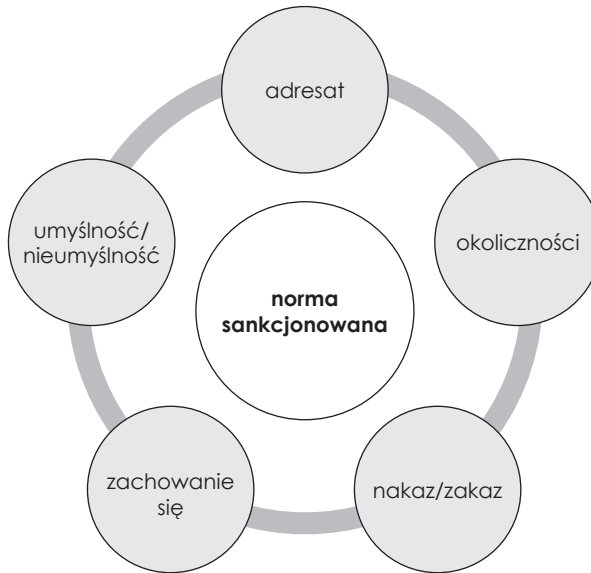 adresat
umyślność/
nieumyślność
okoliczności
norma
sankcjonowana
zachowanie
się
nakaz/zakaz